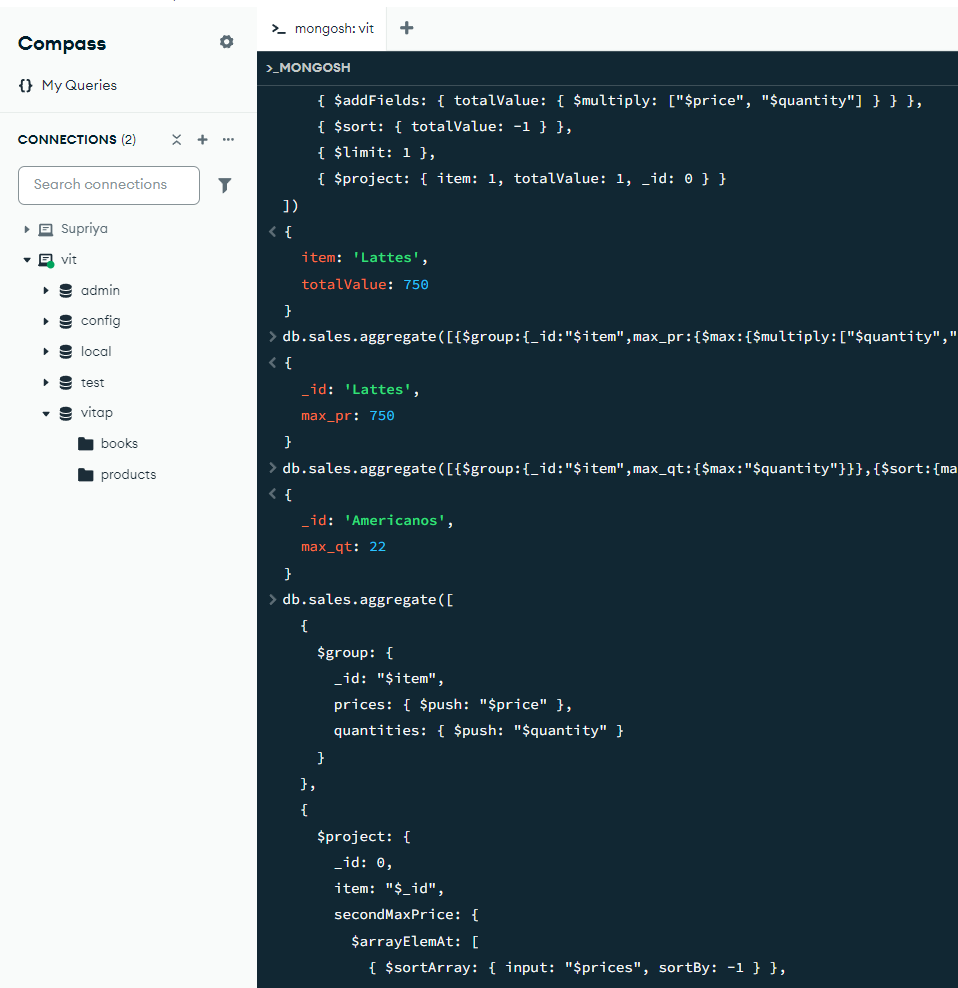 Compass
{} My Queries
CONNECTIONS (2)
Search connections
Supriya
vit
admin
config
local
test
vitap
books
products
>_ mongosh: vit
>_MONGOSH
{ $addFields: { totalValue: { $multiply: ["$price", "$quantity"] } } },
{ $sort: { totalValue: -1 } },
{ $limit: 1 },
{ $project: { item: 1, totalValue: 1, _id: 0 } }
])
< {
item: 'Lattes',
totalValue: 750
}
> db.sales.aggregate([{$group:{_id:"$item",max_pr:{$max:{$multiply:["$quantity","
< {
_id: 'Lattes',
max_pr: 750
}
> db.sales.aggregate([{$group:{_id:"$item",max_qt:{$max:"$quantity"}}},{$sort:{ma
< {
_id: 'Americanos',
max_qt: 22
}
> db.sales.aggregate([
{
$group: {
_id: "$item",
prices: { $push: "$price" },
quantities: { $push: "$quantity" }
}
},
{
$project: {
_id: 0,
item: "$_id",
secondMaxPrice: {
$arrayElemAt: [
{ $sortArray: { input: "$prices", sortBy: -1 } },